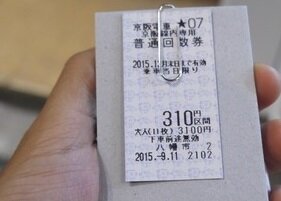 京阪電車 ★07
京阪線内専用
普通回数券
2015.12月末日まで有効
乗車当日限り
310円
区間
大人(11枚)3100円
下車前途無効
八幡市 2
2015.-9.11 2102